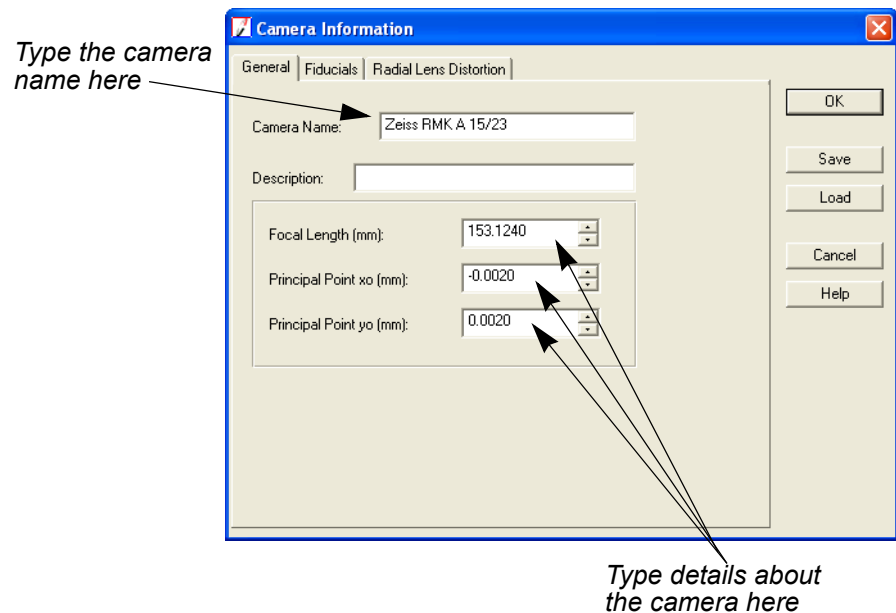 Camera Information
Type the camera
name here
General Fiducials Radial Lens Distortion
OK
Camera Name: Zeiss RMK A 15/23
Save
Description:
Load
Focal Length (mm): 153.1240
Cancel
Principal Point xo (mm): -0.0020
Help
Principal Point yo (mm): 0.0020
Type details about
the camera here